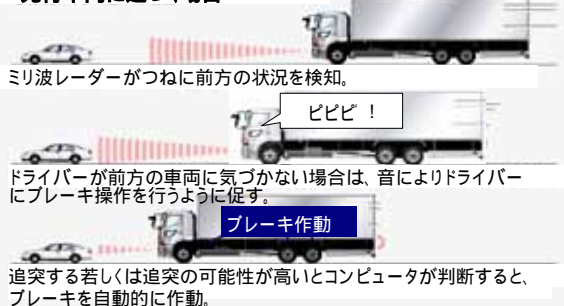 ミリ波レーダーがつねに前方の状況を検知。
ピピピ！
ドライバーが前方の車両に気づかない場合は、音によりドライバー
にブレーキ操作を行うように促す。
ブレーキ作動
追突する若しくは追突の可能性が高いとコンピュータが判断すると、
ブレーキを自動的に作動。